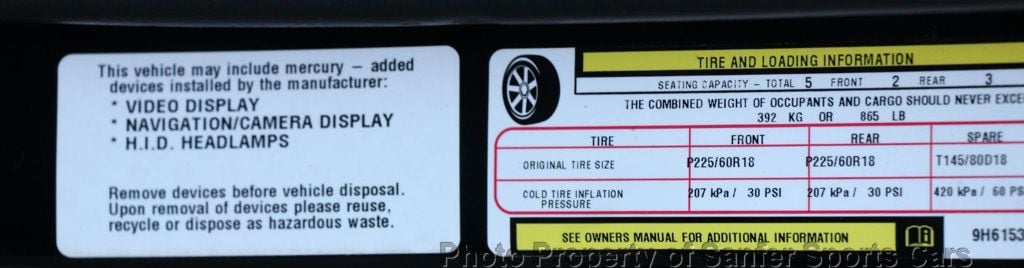 This vehicle may include mercury – added
devices installed by the manufacturer:
* VIDEO DISPLAY
* NAVIGATION/CAMERA DISPLAY
* H.I.D. HEADLAMPS
Remove devices before vehicle disposal.
Upon removal of devices please reuse,
recycle or dispose as hazardous waste.
TIRE AND LOADING INFORMATION
SEATING CAPACITY – TOTAL 5 FRONT 2 REAR 3
THE COMBINED WEIGHT OF OCCUPANTS AND CARGO SHOULD NEVER EXCE
392 KG OR 865 LB
TIRE FRONT REAR SPARE
ORIGINAL TIRE SIZE P225/60R18 P225/60R18 T145/80D18
COLD TIRE INFLATION PRESSURE 207 kPa / 30 PSI 207 kPa / 30 PSI 420 kPa / 60 PS
SEE OWNERS MANUAL FOR ADDITIONAL INFORMATION 9H6153
Photo Property of Sanfer Sports Cars